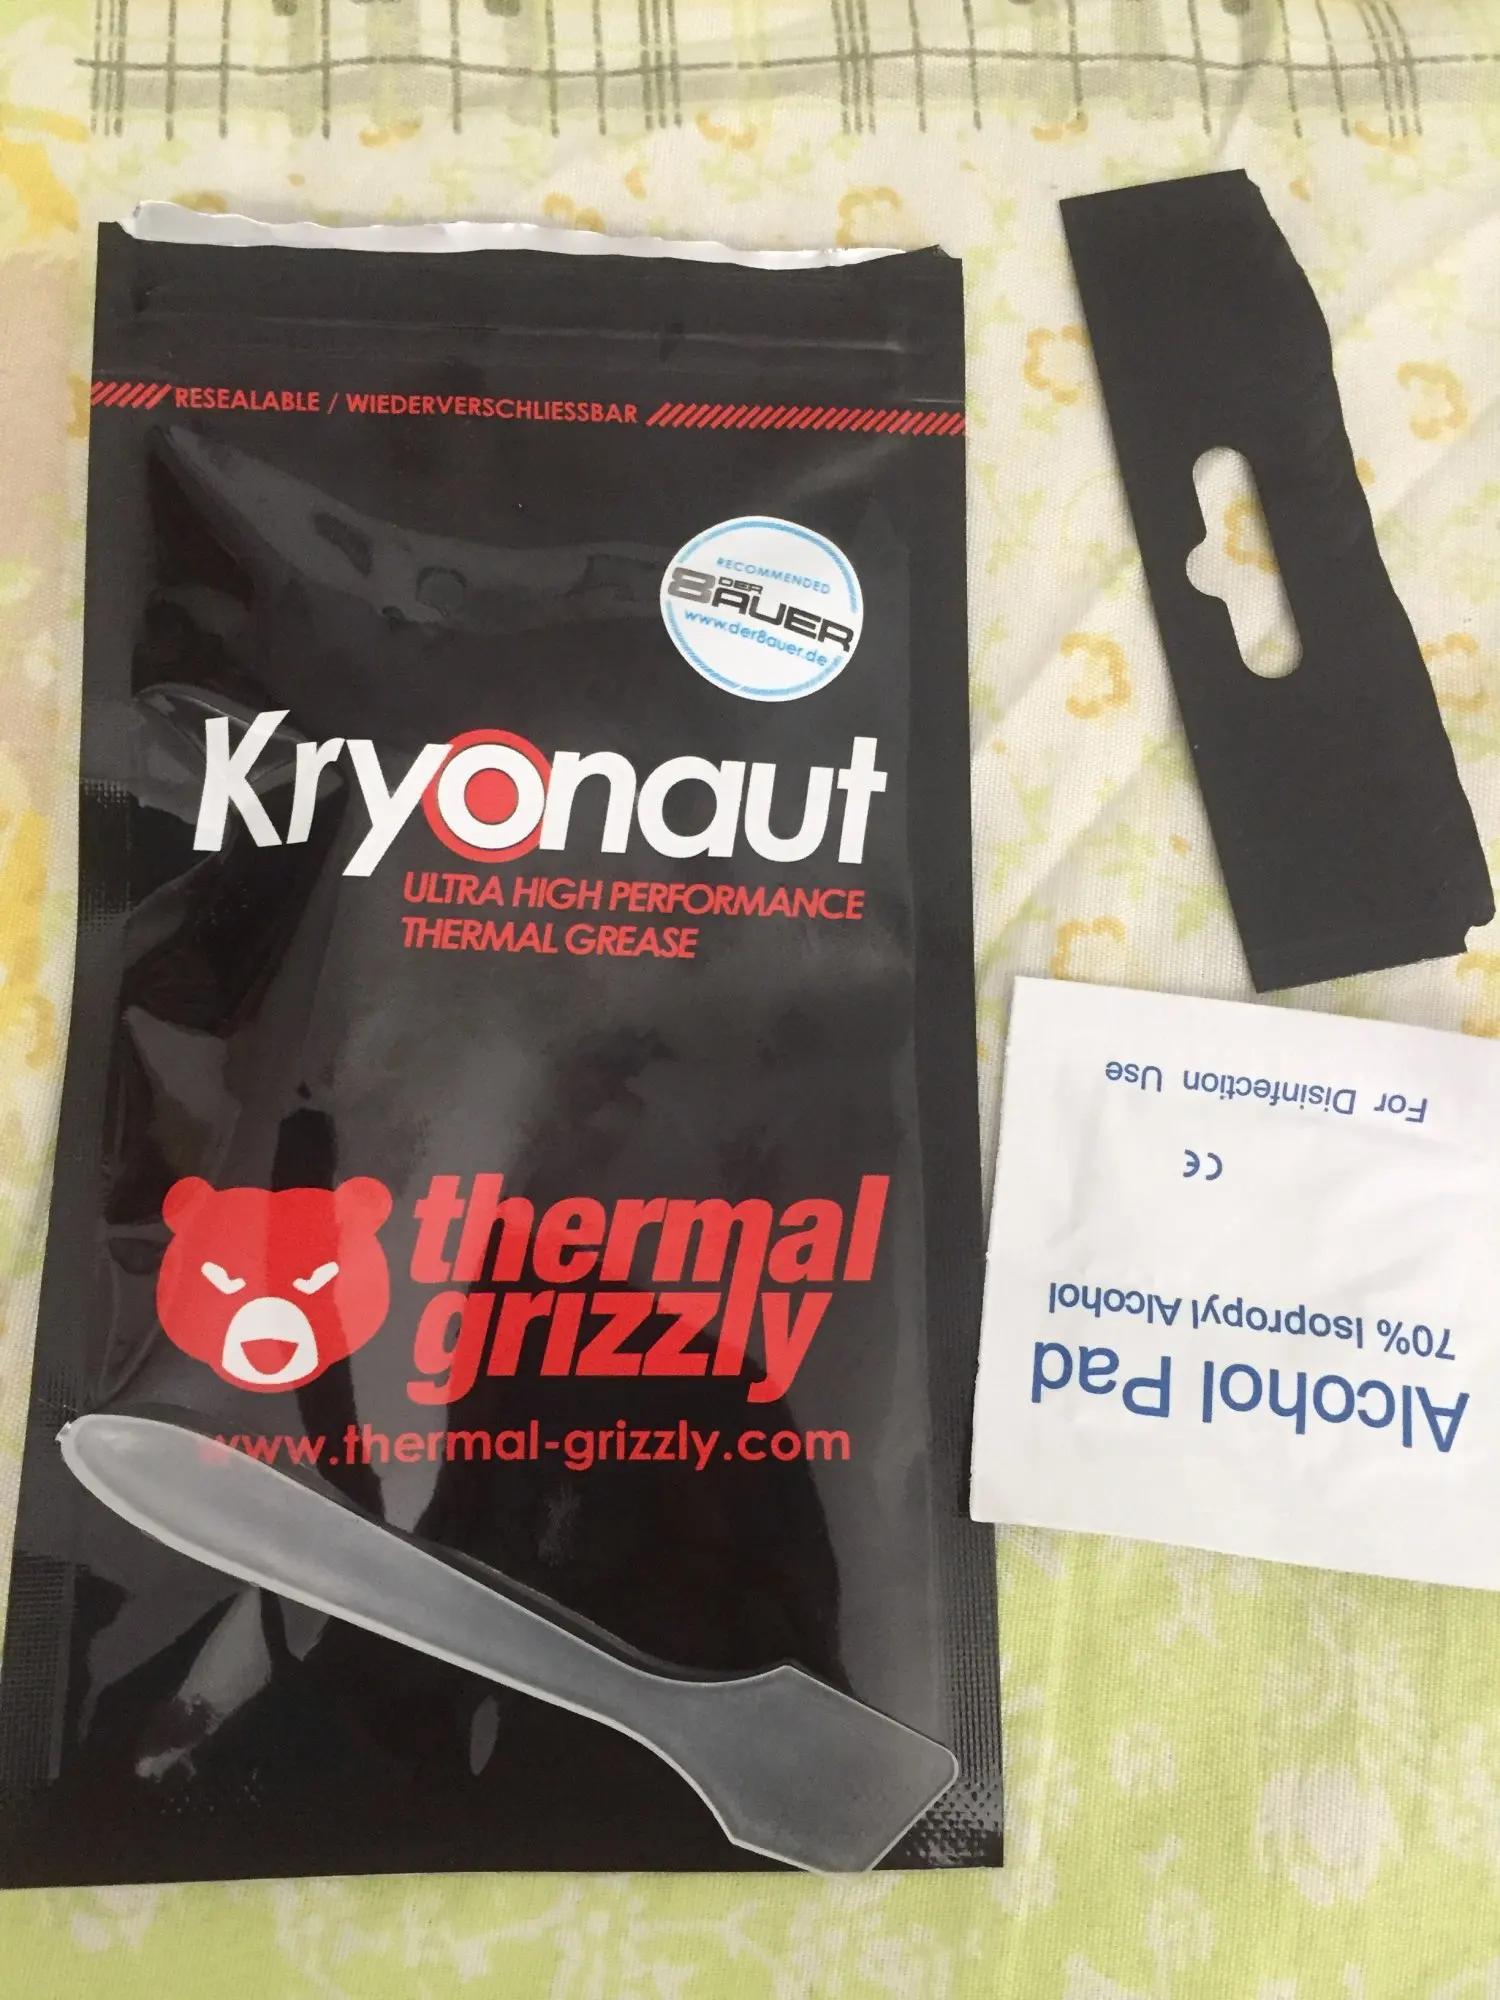 RESEALABLE / WIEDERVERSCHLIESSBAR
RECOMMENDED
DER
8AUER
www.der8auer.de
Kryonaut
ULTRA HIGH PERFORMANCE
THERMAL GREASE
thermal
grizzly
www.thermal-grizzly.com
Alcohol Pad
70% Isopropyl Alcohol
CE
For Disinfection Use